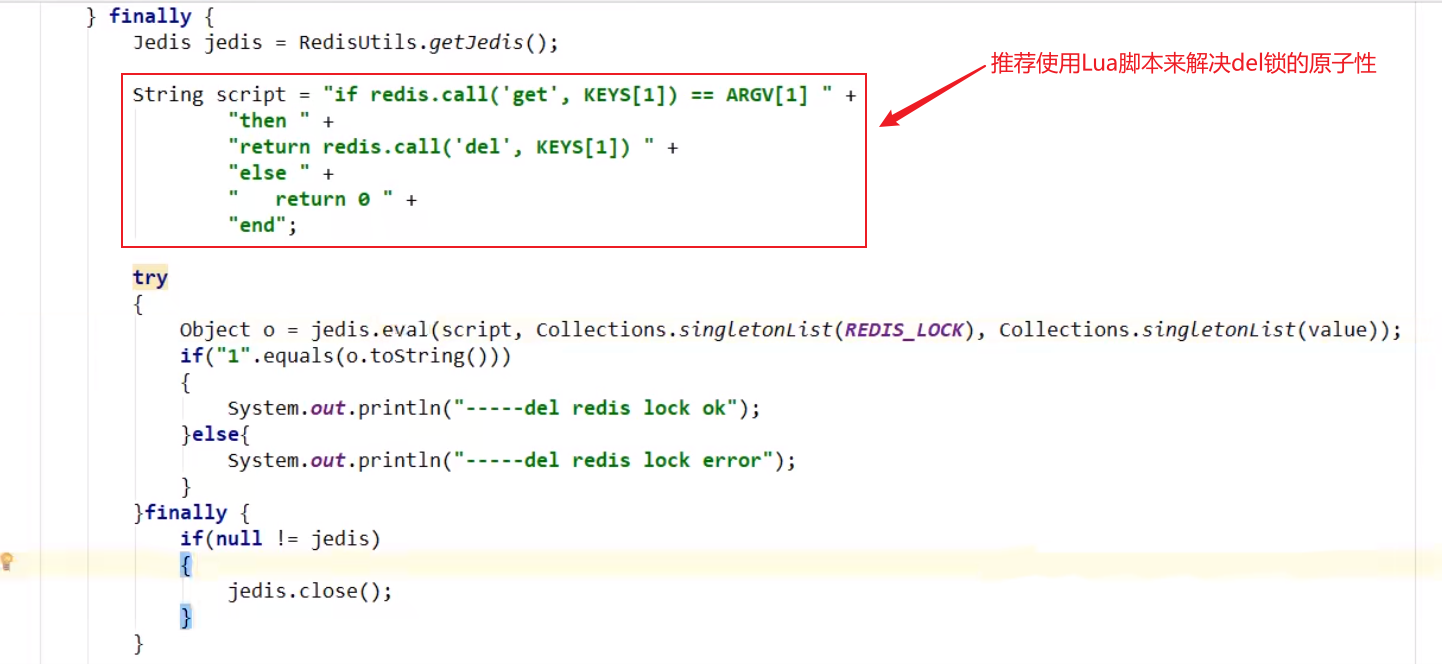 } finally {
Jedis jedis = RedisUtils.getJedis();
推荐使用Lua脚本来解决del锁的原子性
String script = "if redis.call('get', KEYS[1]) == ARGV[1] " +
"then " +
"return redis.call('del', KEYS[1]) " +
"else " +
"   return 0 " +
"end";
try
{
Object o = jedis.eval(script, Collections.singletonList(REDIS_LOCK), Collections.singletonList(value));
if("1".equals(o.toString()))
{
System.out.println("-----del redis lock ok");
}else{
System.out.println("-----del redis lock error");
}
}finally {
if(null != jedis)
{
jedis.close();
}
}